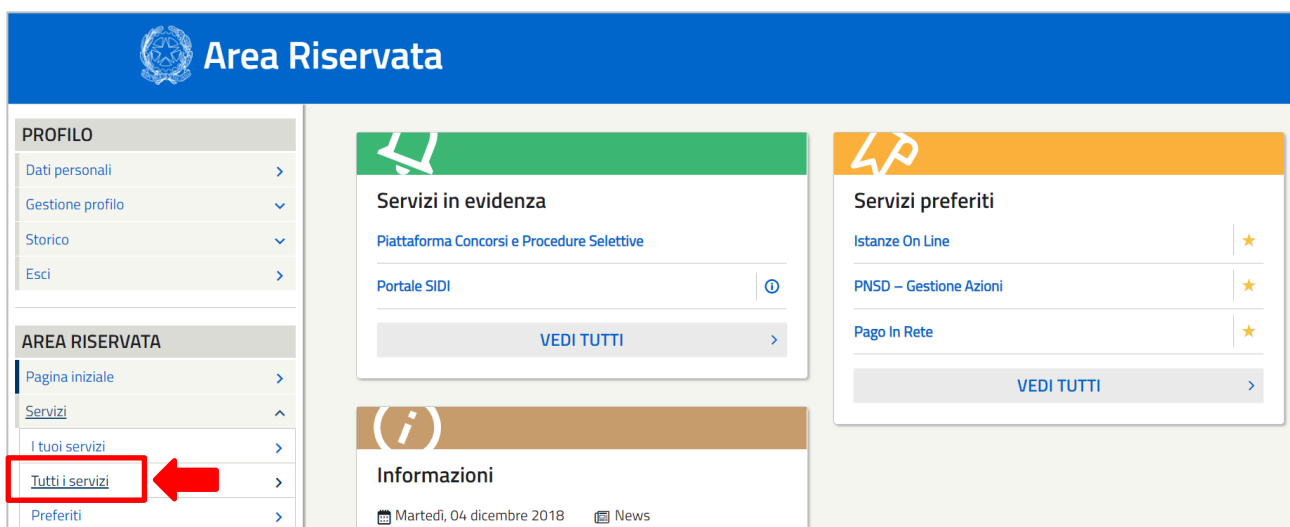 Area Riservata
PROFILO
Dati personali
Gestione profilo
Storico
Esci
AREA RISERVATA
Pagina iniziale
Servizi
I tuoi servizi
Tutti i servizi
Preferiti
Servizi in evidenza
Piattaforma Concorsi e Procedure Selettive
Portale SIDI
VEDI TUTTI
Informazioni
Martedì, 04 dicembre 2018 News
Servizi preferiti
Istanze On Line
PNSD – Gestione Azioni
Pago In Rete
VEDI TUTTI